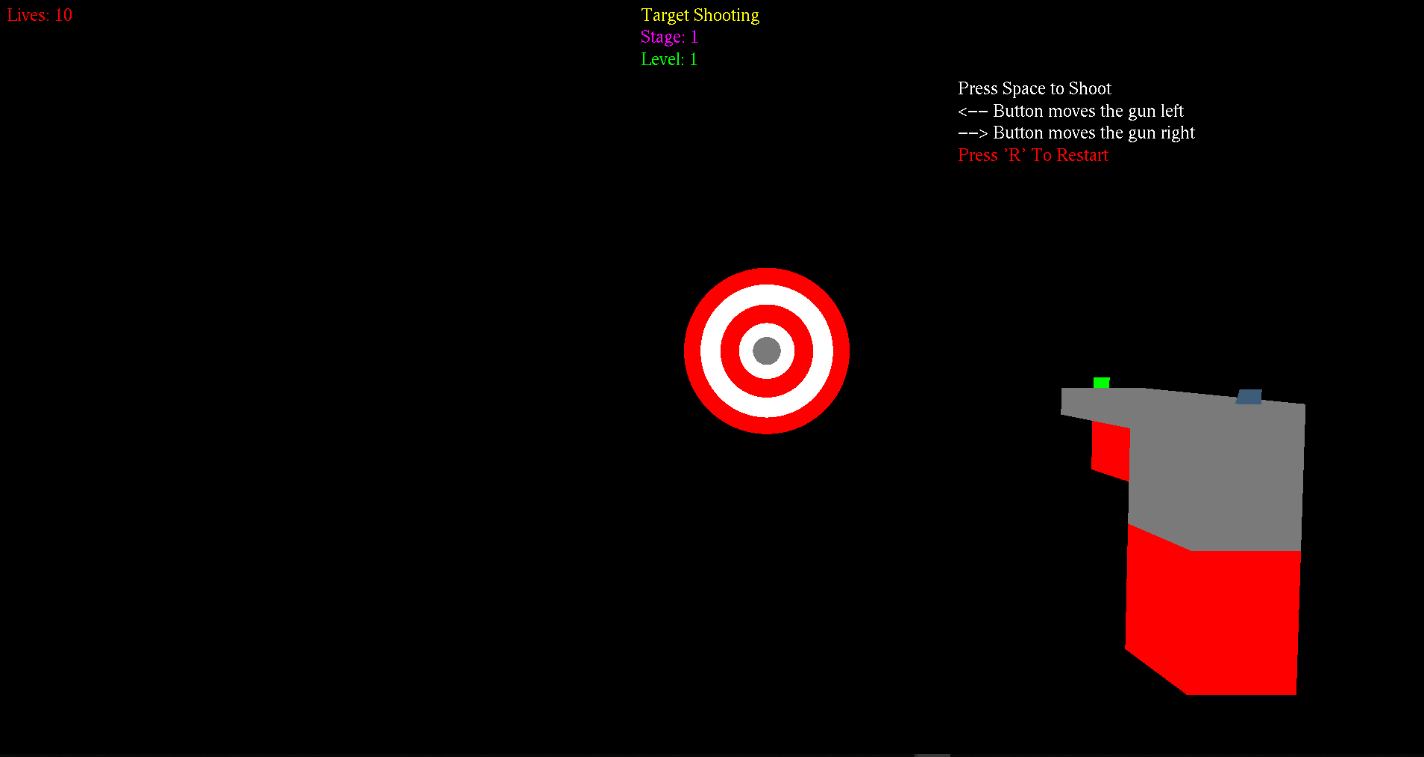 Lives: 10
Target Shooting
Stage: 1
Level: 1
Press Space to Shoot
<−− Button moves the gun left
−−> Button moves the gun right
Press ‘R’ To Restart